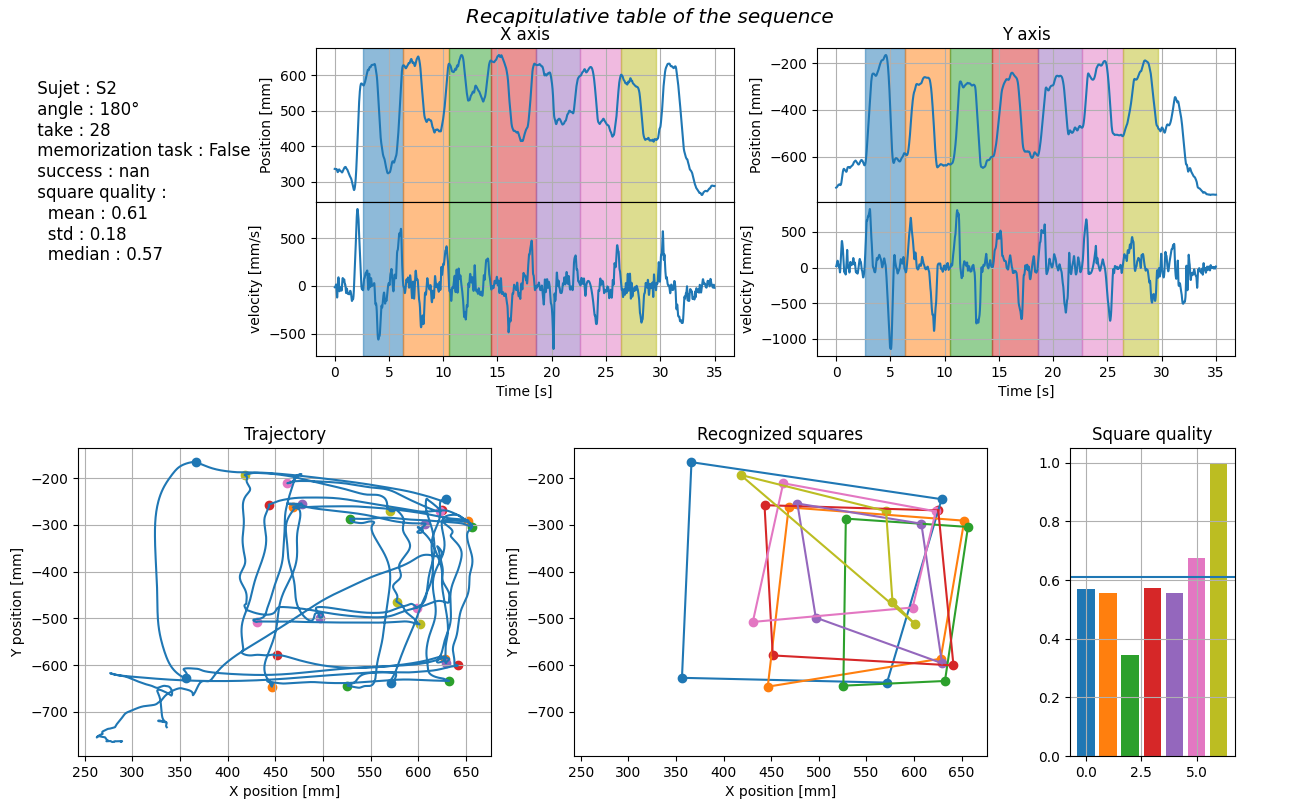 Recapitulative table of the sequence
X axis
Y axis
Sujet : S2
angle : 180°
take : 28
memorization task : False
success : nan
square quality :
mean : 0.61
std : 0.18
median : 0.57
Position [mm]
600
500
400
300
velocity [mm/s]
500
0
−500
0 5 10 15 20 25 30 35
Time [s]
Position [mm]
−200
−400
−600
velocity [mm/s]
500
0
−500
−1000
0 5 10 15 20 25 30 35
Time [s]
Trajectory
Y position [mm]
−200
−300
−400
−500
−600
−700
250 300 350 400 450 500 550 600 650
X position [mm]
Recognized squares
Y position [mm]
−200
−300
−400
−500
−600
−700
250 300 350 400 450 500 550 600 650
X position [mm]
Square quality
1.0
0.8
0.6
0.4
0.2
0.0
0.0 2.5 5.0